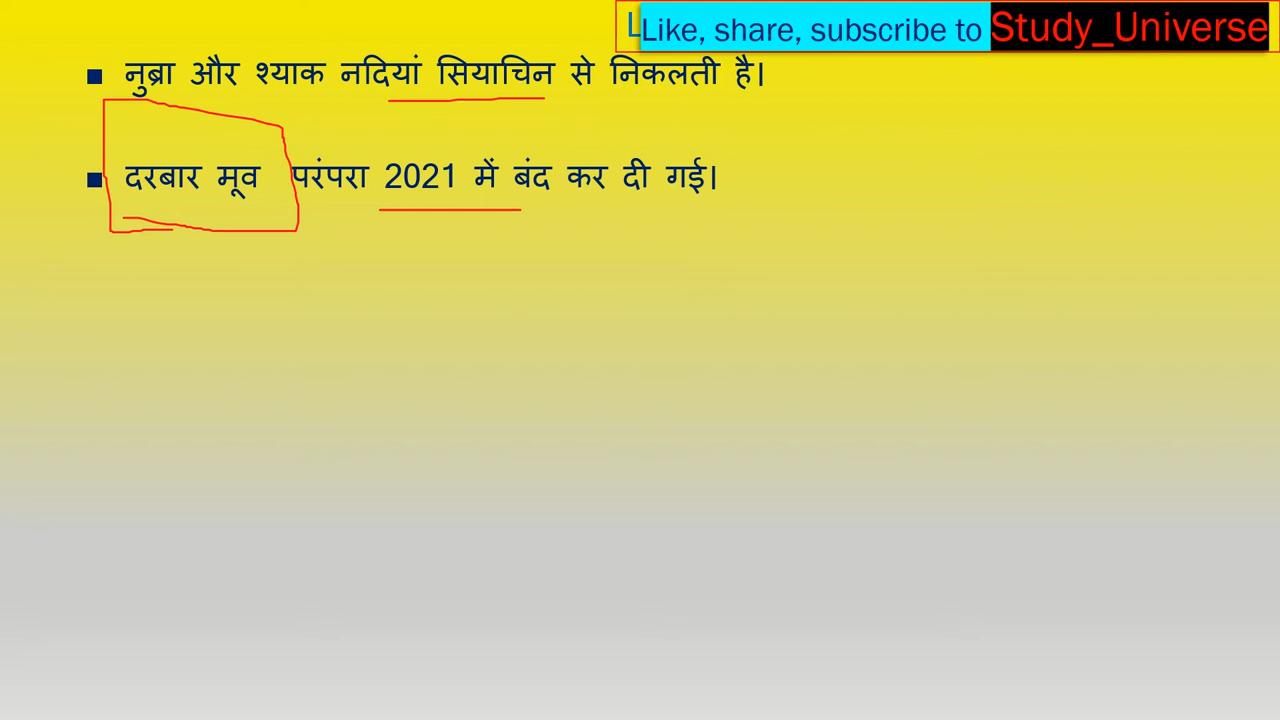 Like, share, subscribe to Study_Universe
▪ नुब्रा और श्याक नदियां सियाचिन से निकलती है।
▪ दरबार मूव परंपरा 2021 में बंद कर दी गई।